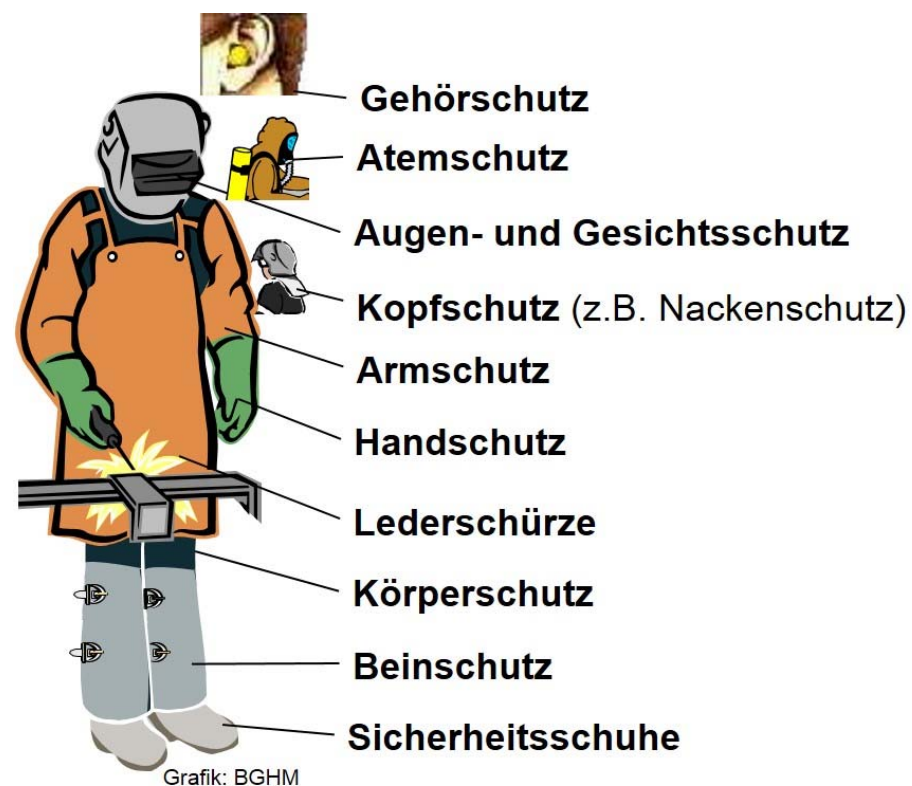 Gehörschutz
Atemschutz
Augen- und Gesichtsschutz
Kopfschutz (z.B. Nackenschutz)
Armschutz
Handschutz
Lederschürze
Körperschutz
Beinschutz
Sicherheitsschuhe
Grafik: BGHM